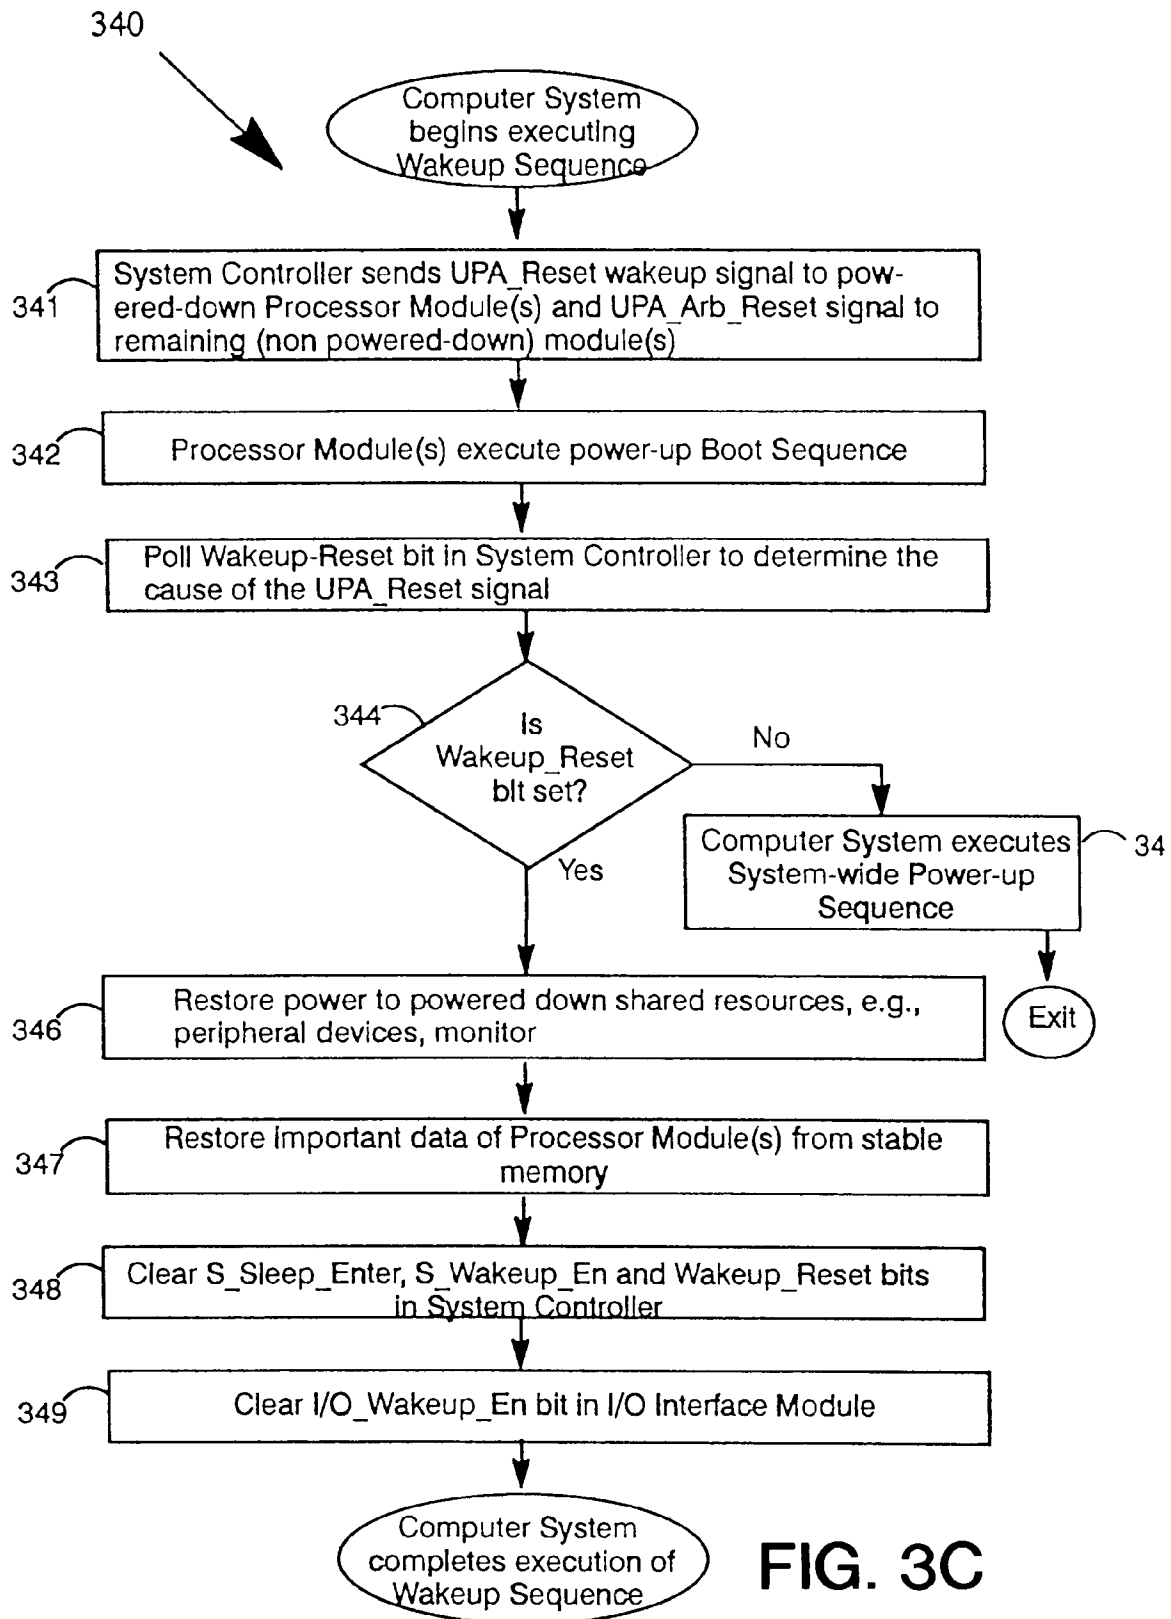 340
Computer System
begins executing
Wakeup Sequence
341
System Controller sends UPA_Reset wakeup signal to pow-
ered-down Processor Module(s) and UPA_Arb_Reset signal to
remaining (non powered-down) module(s)
342
Processor Module(s) execute power-up Boot Sequence
343
Poll Wakeup-Reset bit in System Controller to determine the
cause of the UPA_Reset signal
344
Is
Wakeup_Reset
bit set?
No
Yes
Computer System executes
System-wide Power-up
Sequence
34
Exit
346
Restore power to powered down shared resources, e.g.,
peripheral devices, monitor
347
Restore important data of Processor Module(s) from stable
memory
348
Clear S_Sleep_Enter, S_Wakeup_En and Wakeup_Reset bits
in System Controller
349
Clear I/O_Wakeup_En bit in I/O Interface Module
Computer System
completes execution of
Wakeup Sequence
FIG. 3C